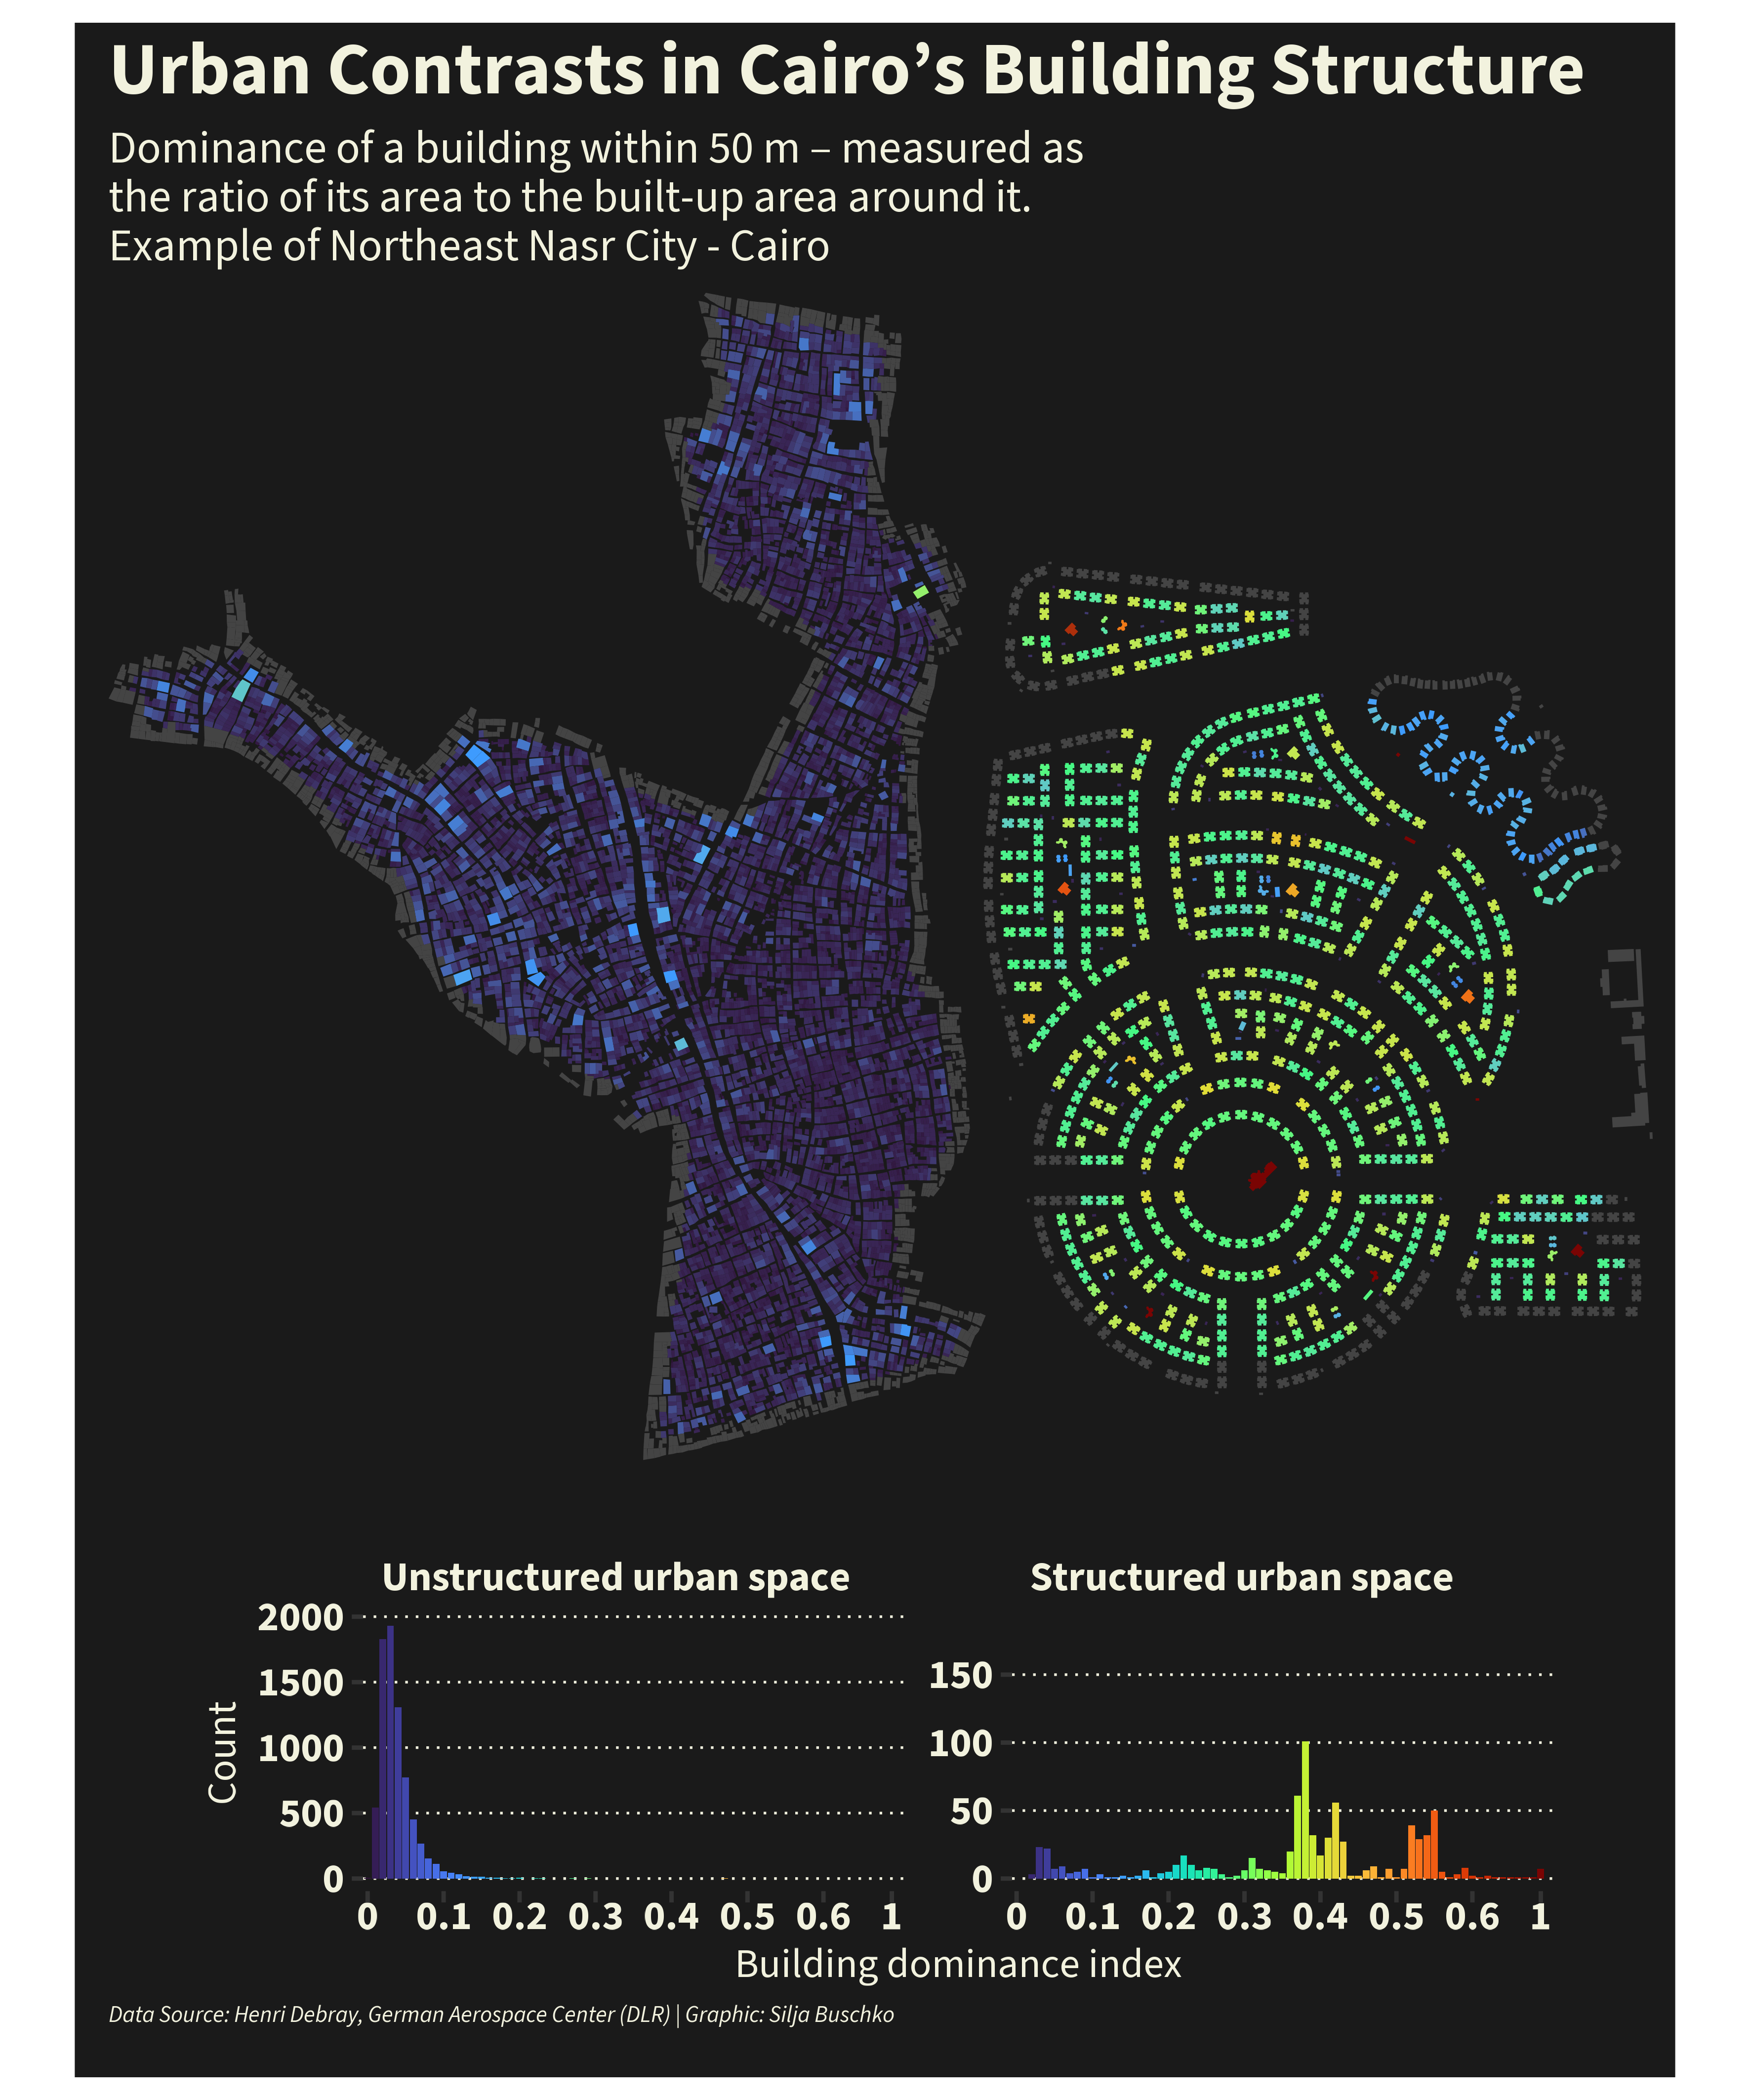 Urban Contrasts in Cairo’s Building Structure
Dominance of a building within 50 m – measured as
the ratio of its area to the built-up area around it.
Example of Northeast Nasr City - Cairo
Unstructured urban space
Structured urban space
Count
2000
1500
1000
500
0
150
100
50
0
0 0.1 0.2 0.3 0.4 0.5 0.6 1
0 0.1 0.2 0.3 0.4 0.5 0.6 1
Building dominance index
Data Source: Henri Debray, German Aerospace Center (DLR) | Graphic: Silja Buschko